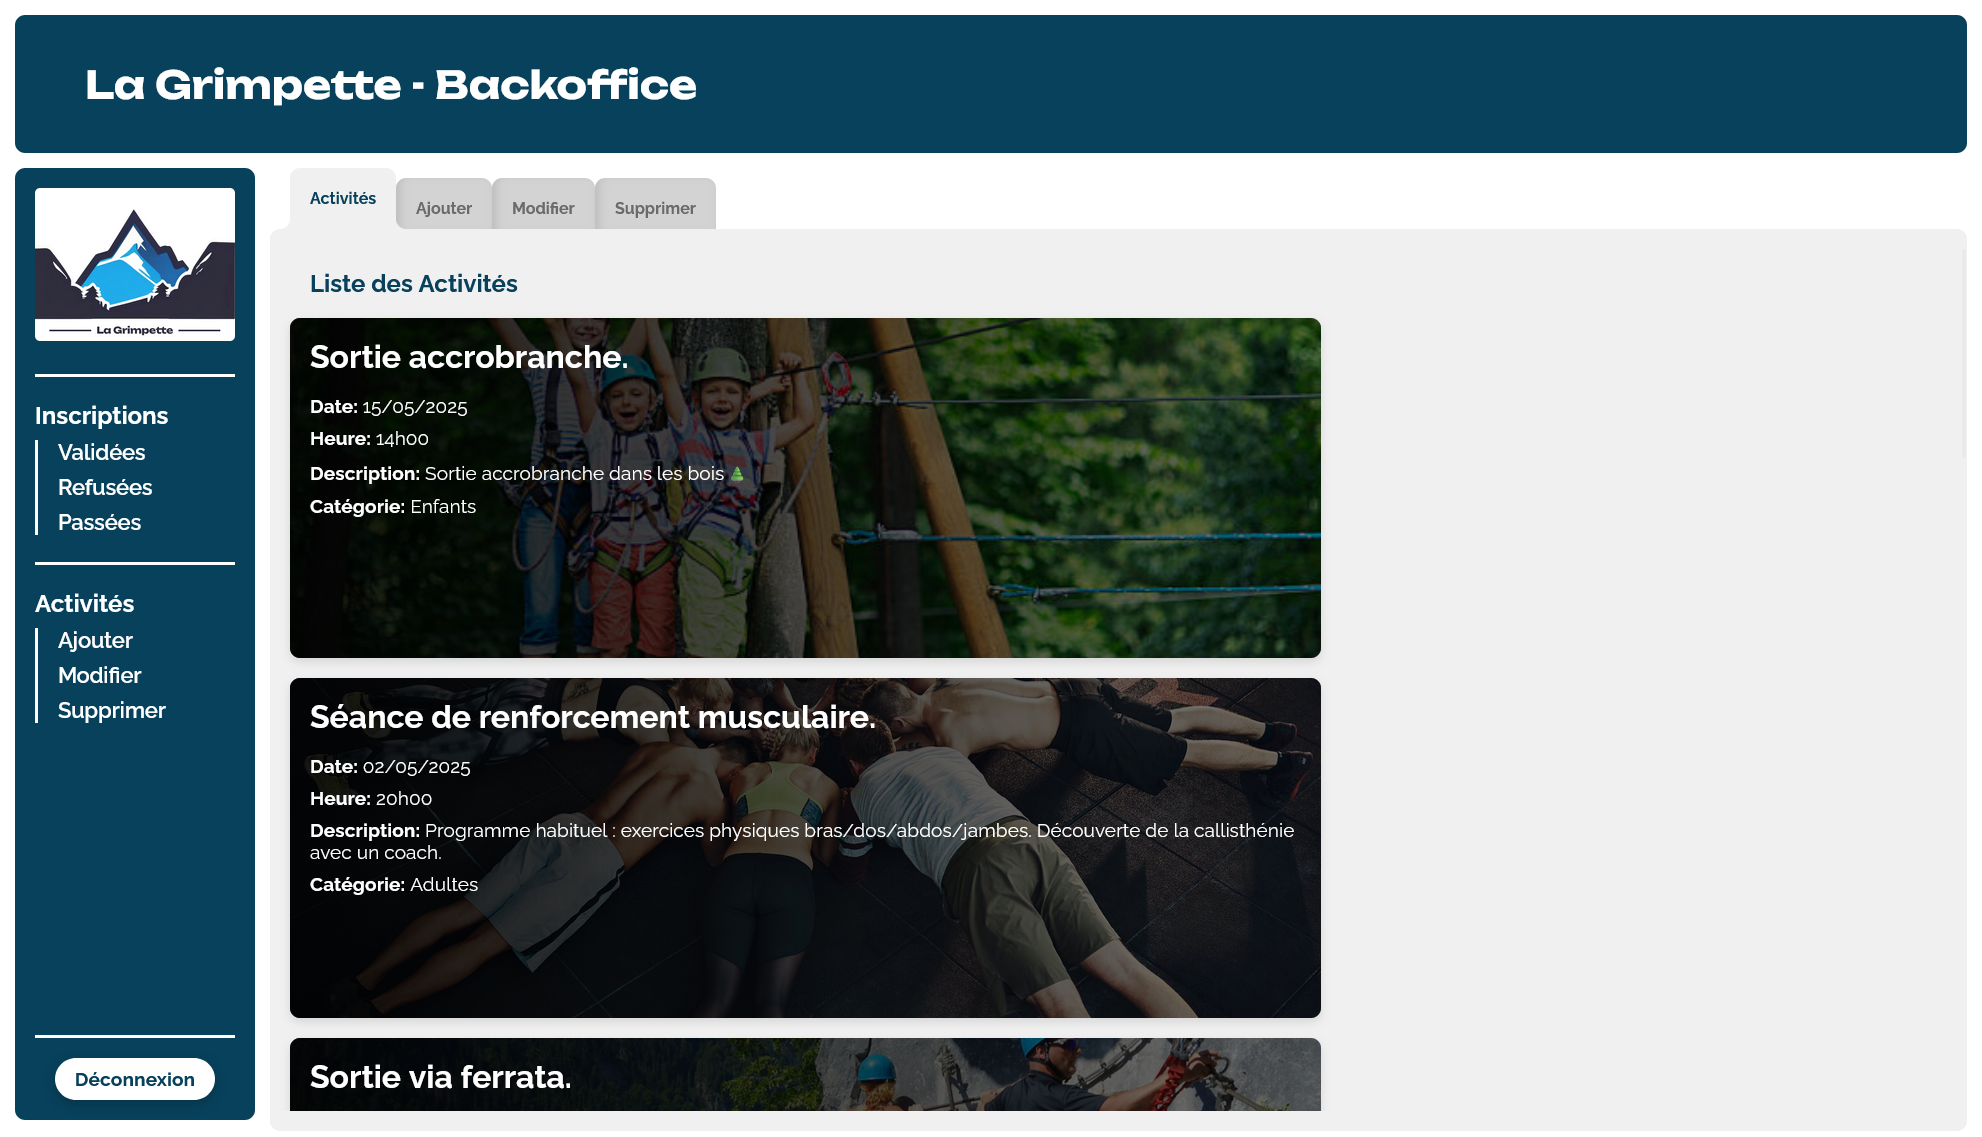 La Grimpette - Backoffice
La Grimpette
Inscriptions
Validées
Refusées
Passées
Activités
Ajouter
Modifier
Supprimer
Déconnexion
Activités
Ajouter
Modifier
Supprimer
Liste des Activités
Sortie accrobranche.
Date: 15/05/2025
Heure: 14h00
Description: Sortie accrobranche dans les bois 🌲
Catégorie: Enfants
Séance de renforcement musculaire.
Date: 02/05/2025
Heure: 20h00
Description: Programme habituel : exercices physiques bras/dos/abdos/jambes. Découverte de la callisthénie
avec un coach.
Catégorie: Adultes
Sortie via ferrata.